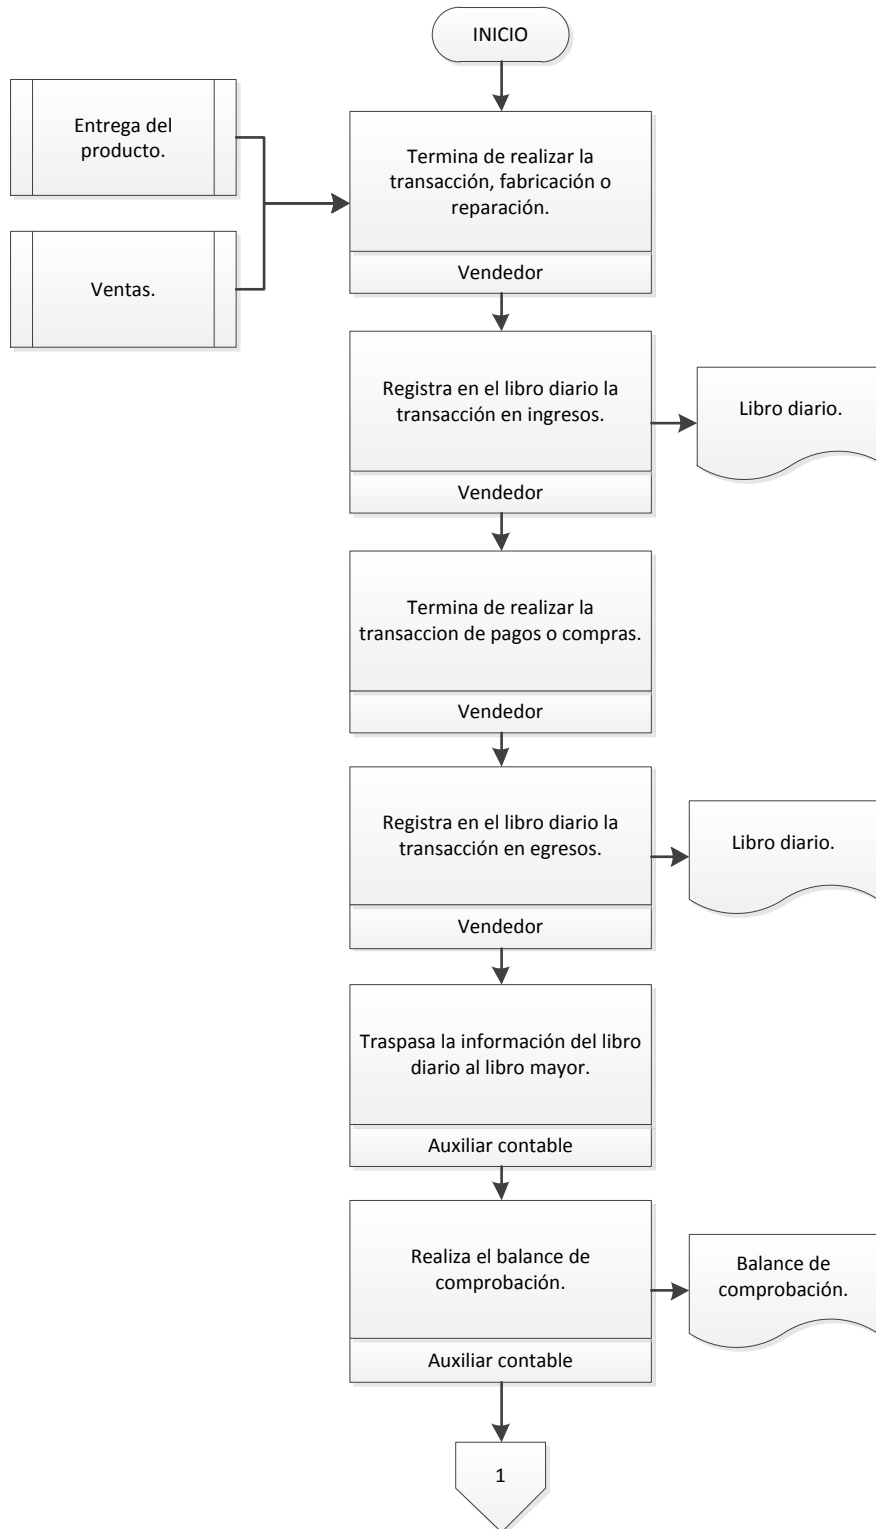 INICIO
Entrega del
producto.
Ventas.
Termina de realizar la
transacción, fabricación o
reparación.
Vendedor
Registra en el libro diario la
transacción en ingresos.
Vendedor
Libro diario.
Termina de realizar la
transaccion de pagos o compras.
Vendedor
Registra en el libro diario la
transacción en egresos.
Vendedor
Libro diario.
Traspasa la información del libro
diario al libro mayor.
Auxiliar contable
Realiza el balance de
comprobación.
Auxiliar contable
Balance de
comprobación.
1